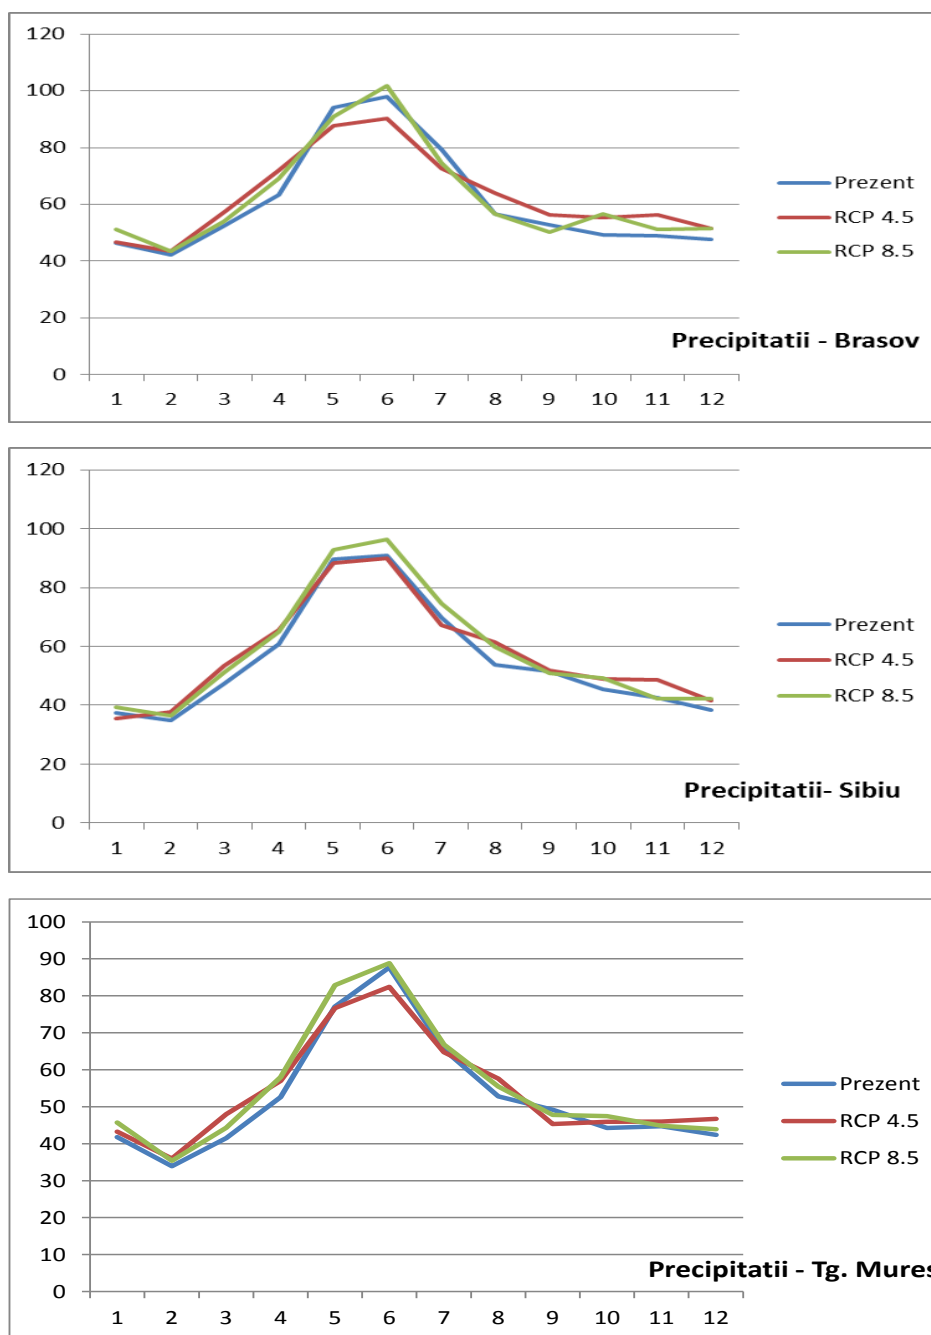 120
100
80
60
40
20
0
Prezent
RCP 4.5
RCP 8.5
Precipitatii - Brasov
1 2 3 4 5 6 7 8 9 10 11 12
120
100
80
60
40
20
0
Prezent
RCP 4.5
RCP 8.5
Precipitatii- Sibiu
1 2 3 4 5 6 7 8 9 10 11 12
100
90
80
70
60
50
40
30
20
10
0
Prezent
RCP 4.5
RCP 8.5
Precipitatii - Tg. Mures
1 2 3 4 5 6 7 8 9 10 11 12